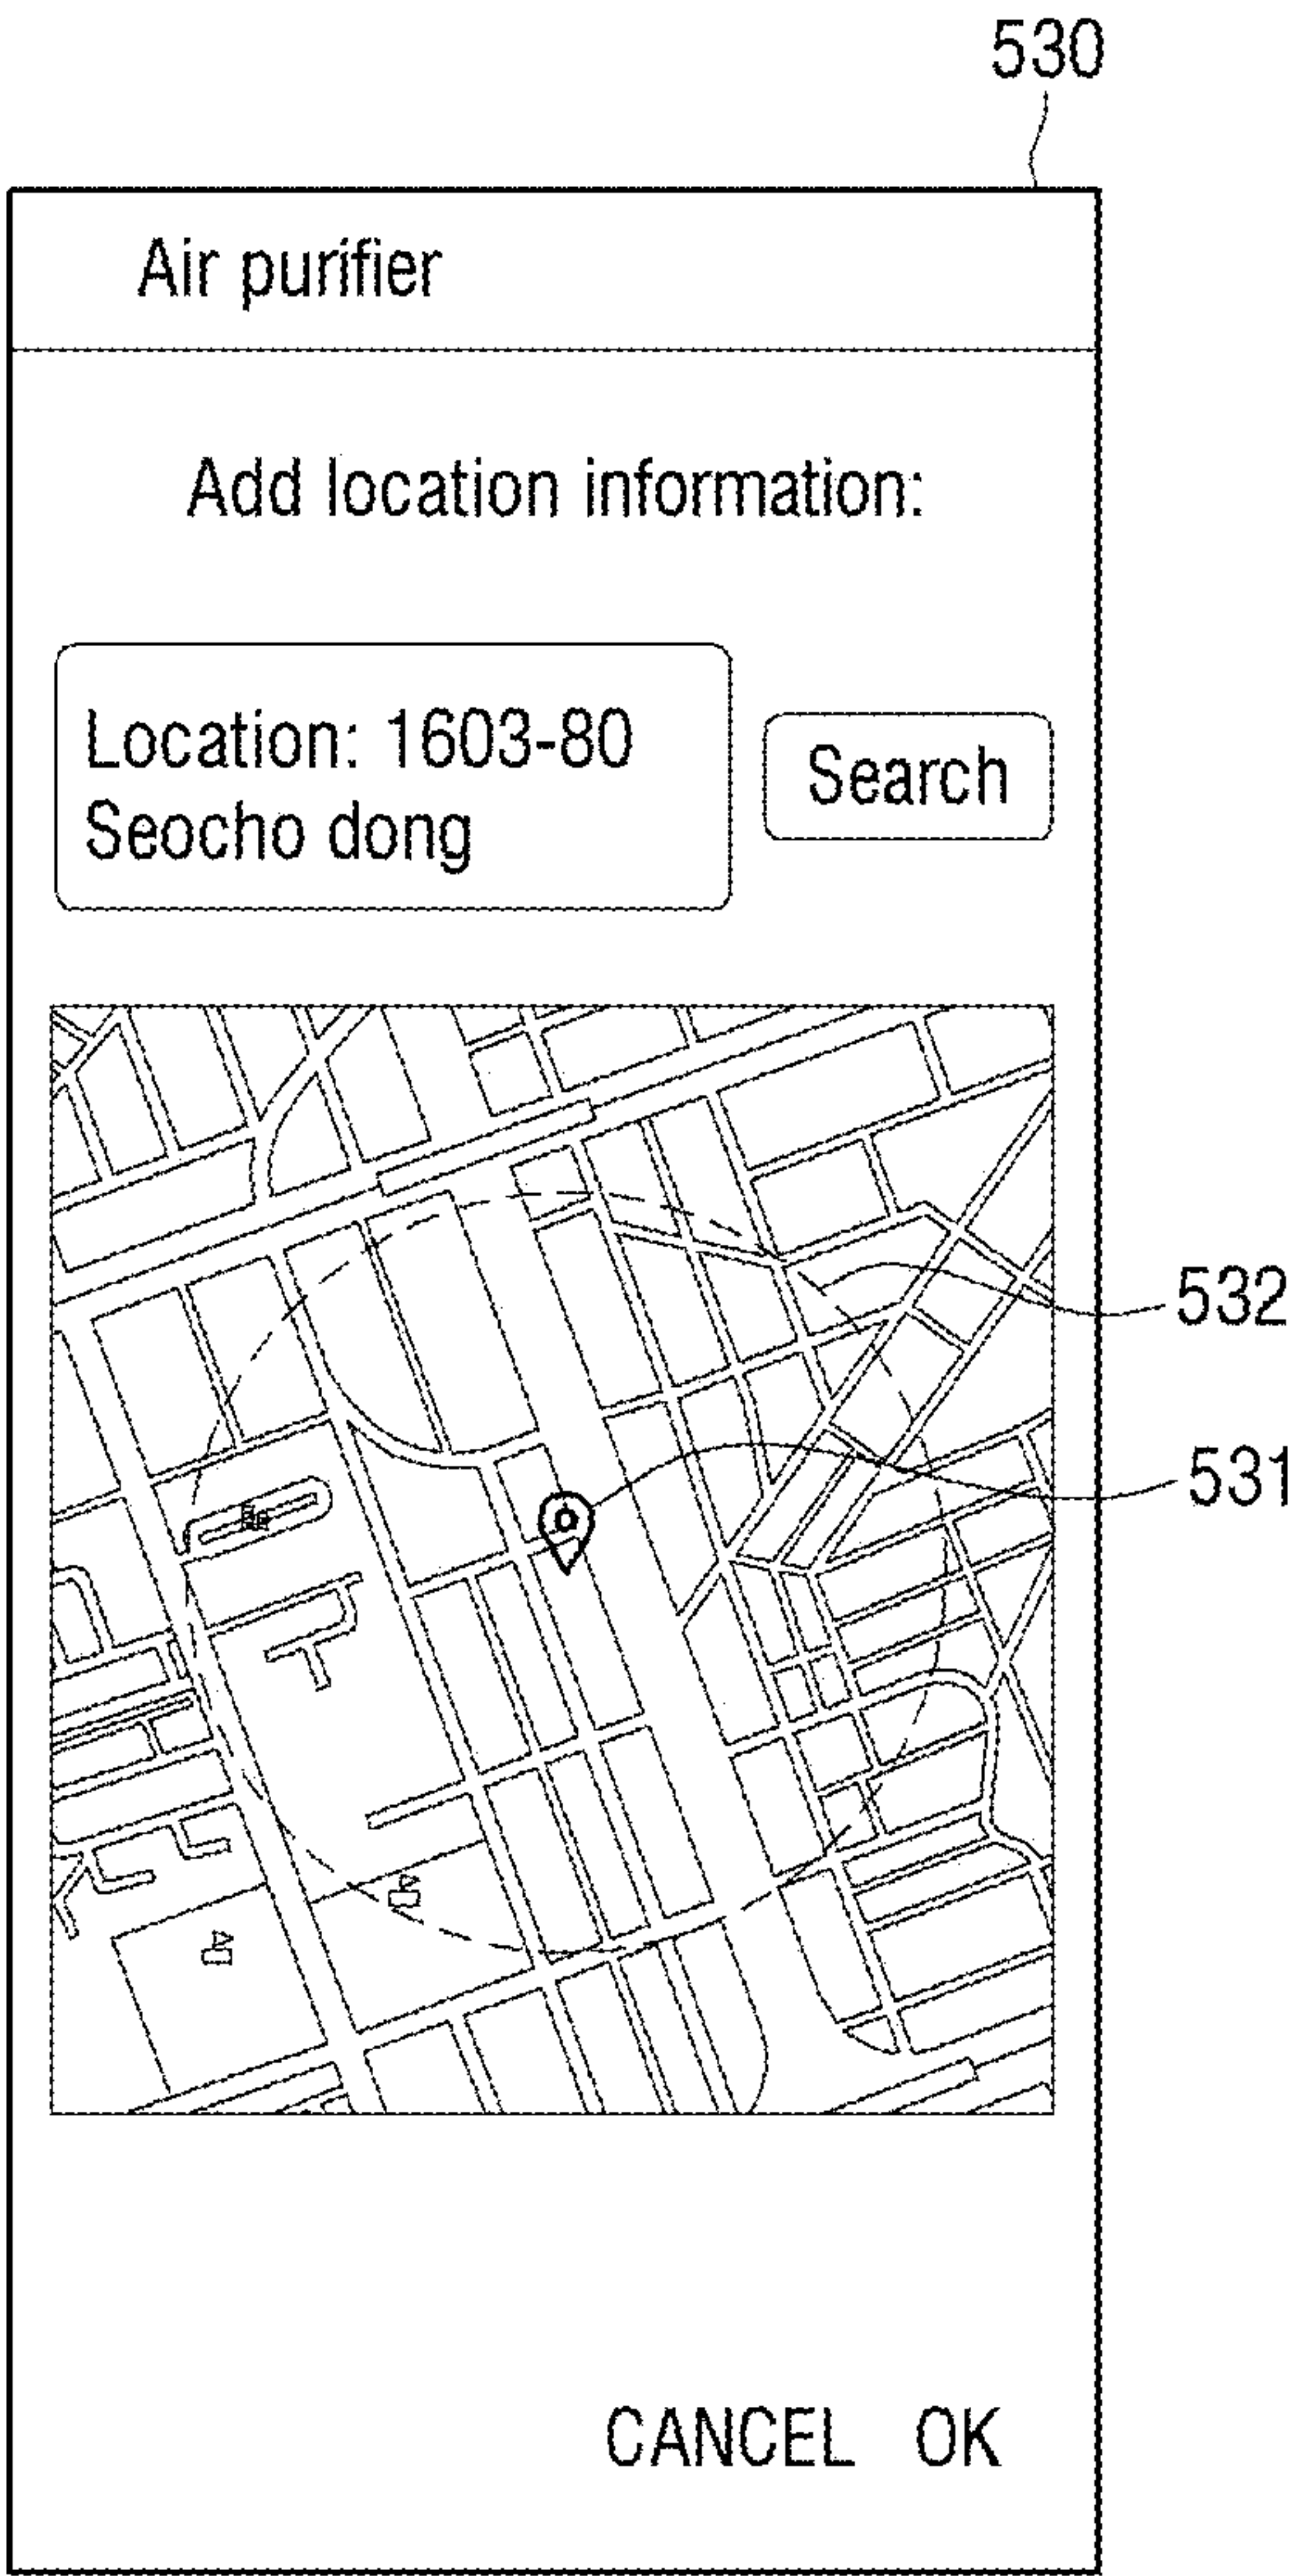 530
Air purifier
Add location information:
Location: 1603-80
Seocho dong
Search
532
531
CANCEL OK